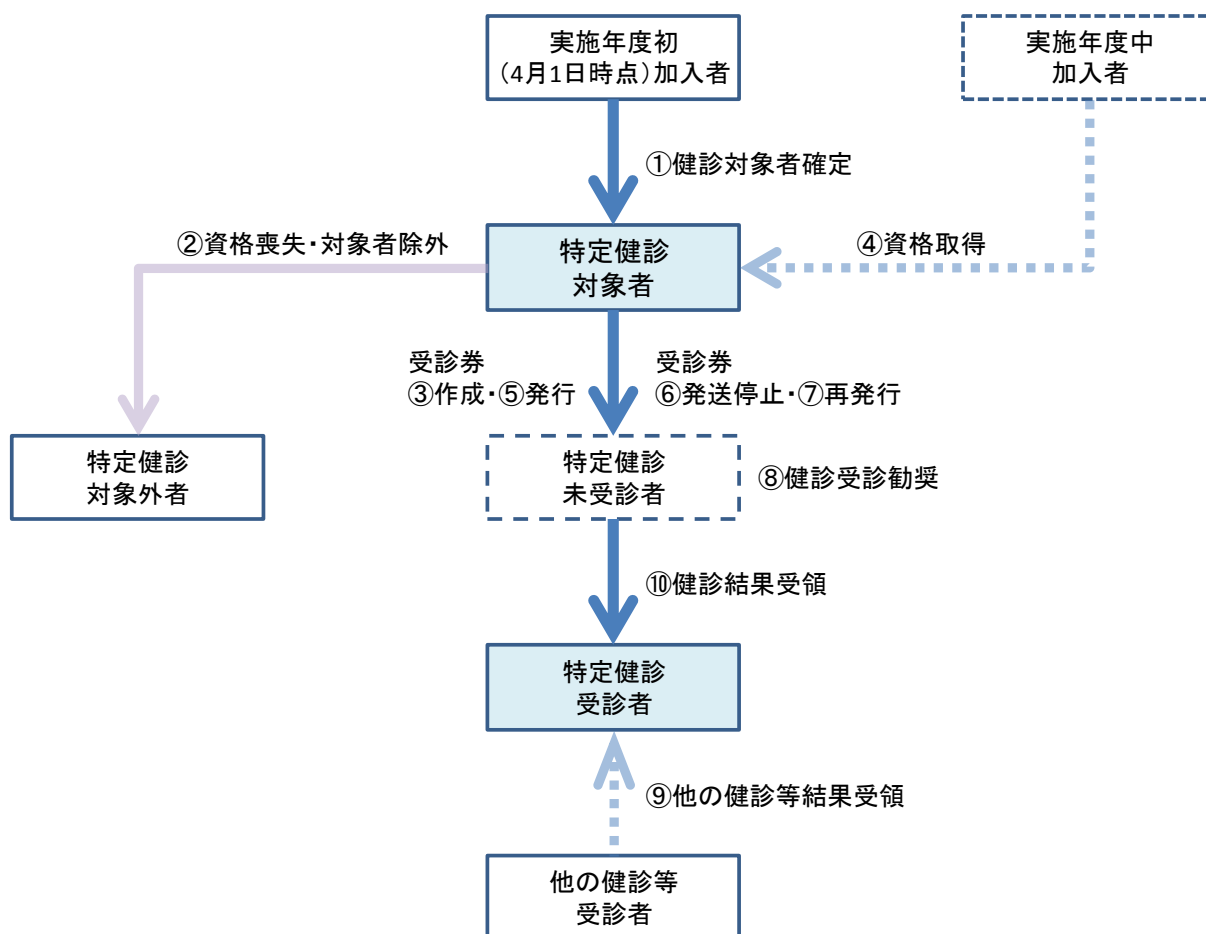 実施年度初
（4月1日時点）加入者
実施年度中
加入者
①健診対象者確定
②資格喪失・対象者除外
特定健診
対象者
④資格取得
受診券
③作成・⑤発行
受診券
⑥発送停止・⑦再発行
特定健診
対象外者
特定健診
未受診者
⑧健診受診勧奨
⑩健診結果受領
特定健診
受診者
⑨他の健診等結果受領
他の健診等
受診者